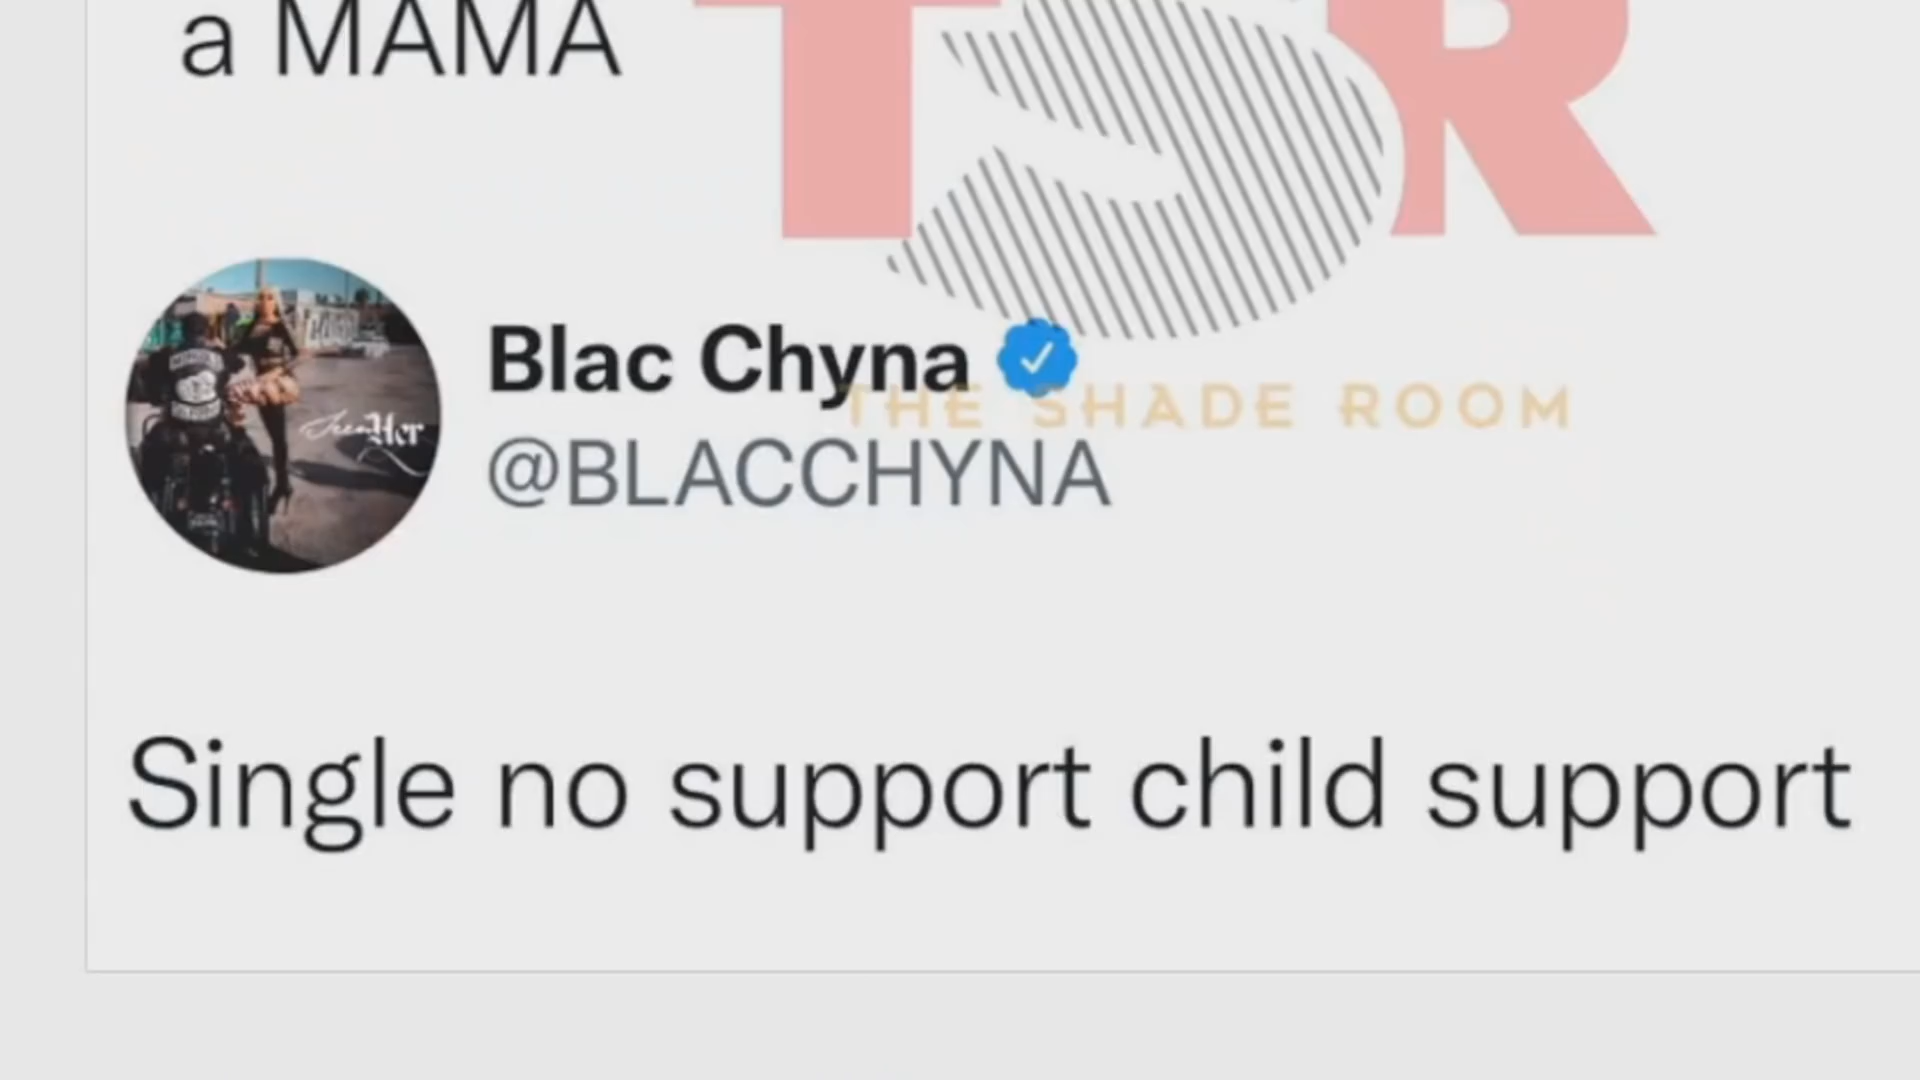 a MAMA
TSR
Blac Chyna
THE SHADE ROOM
@BLACCHYNA
Single no support child support